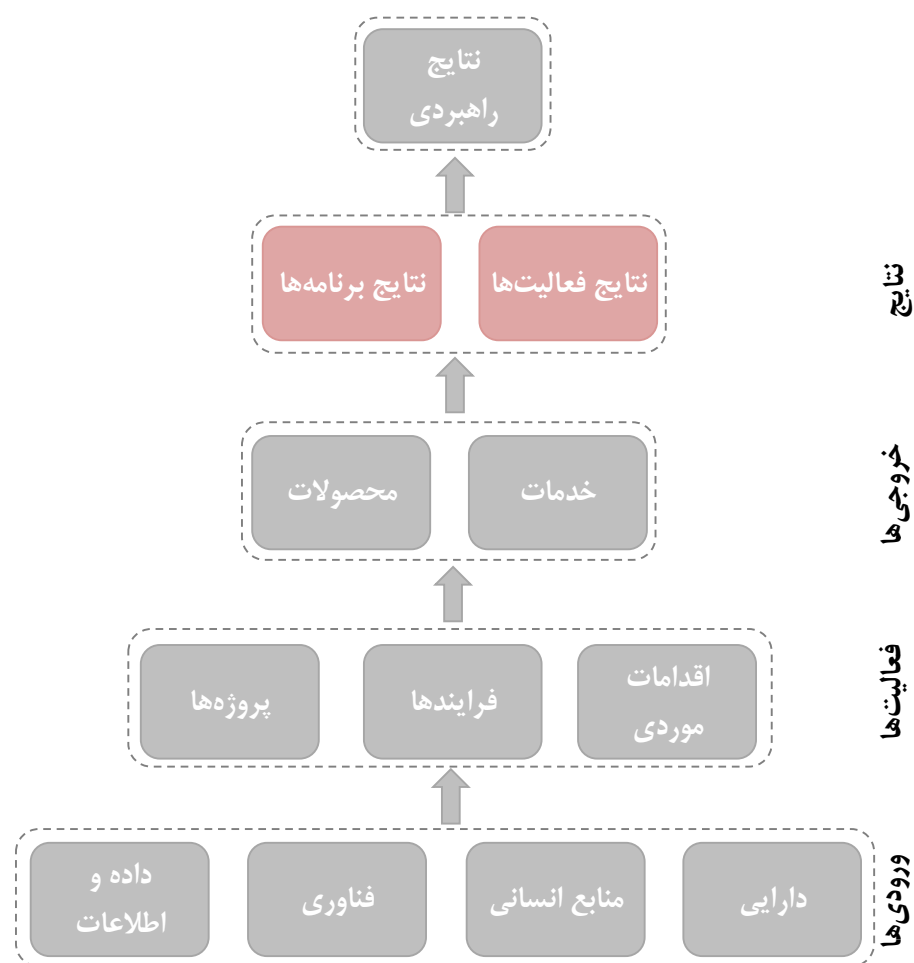 نتایج
راهبردی
نتایج
نتایج فعالیت‌ها
نتایج برنامه‌ها
خروجی‌ها
خدمات
محصولات
فعالیت‌ها
اقدامات
موردی
فرایندها
پروژه‌ها
ورودی‌ها
دارایی
منابع انسانی
فناوری
داده و
اطلاعات